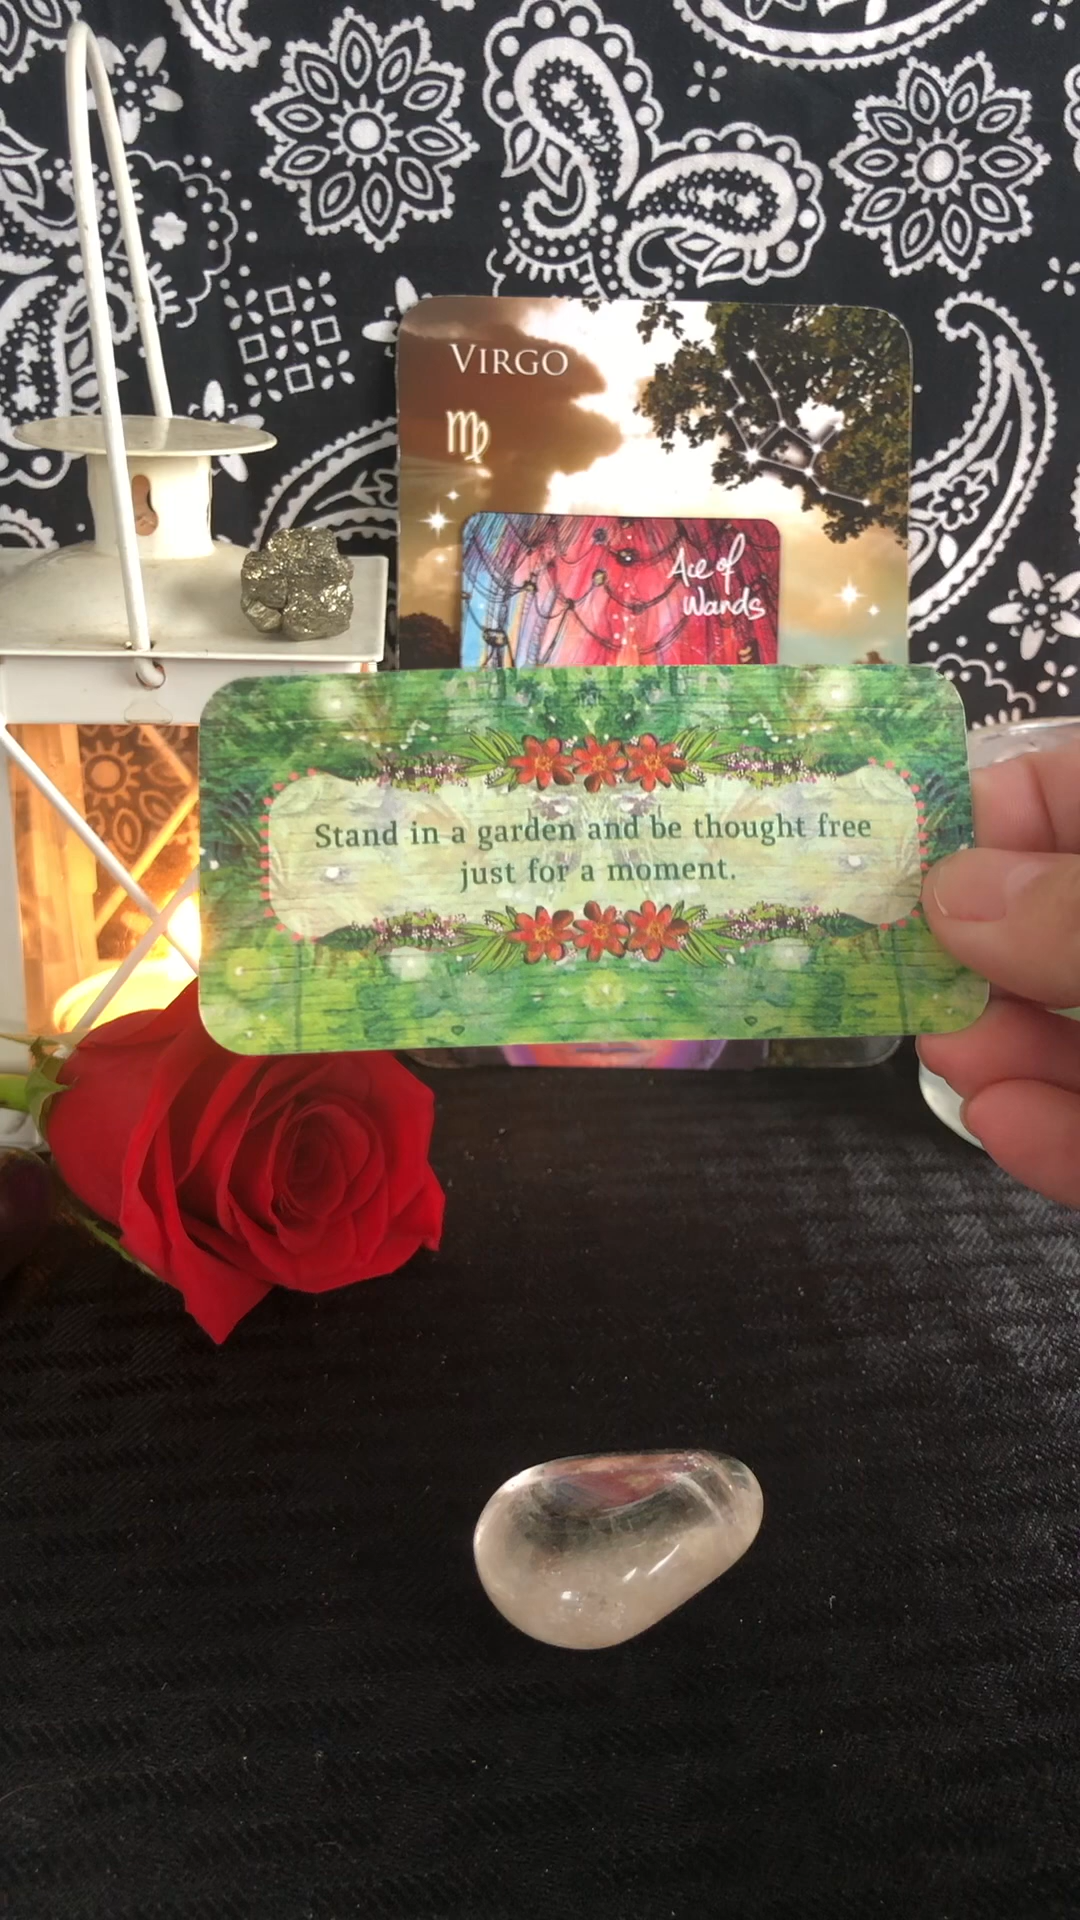 VIRGO
♍
Ace of
Wands
Stand in a garden and be thought free
just for a moment.